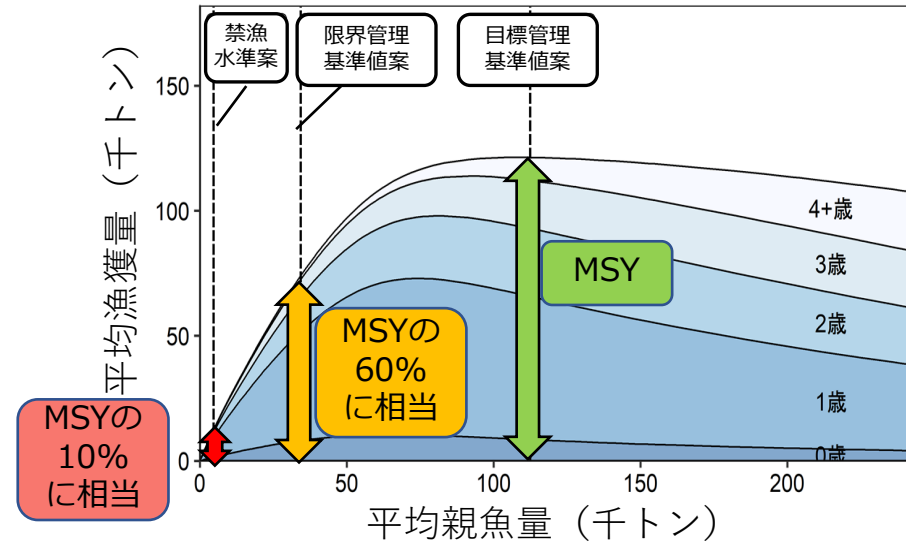 禁漁
水準案
限界管理
基準値案
目標管理
基準値案
平均漁獲量（千トン）
150
100
50
0
4+歳
3歳
2歳
1歳
0歳
MSY
MSYの
60%
に相当
MSYの
10%
に相当
0
50
100
150
200
平均親魚量（千トン）